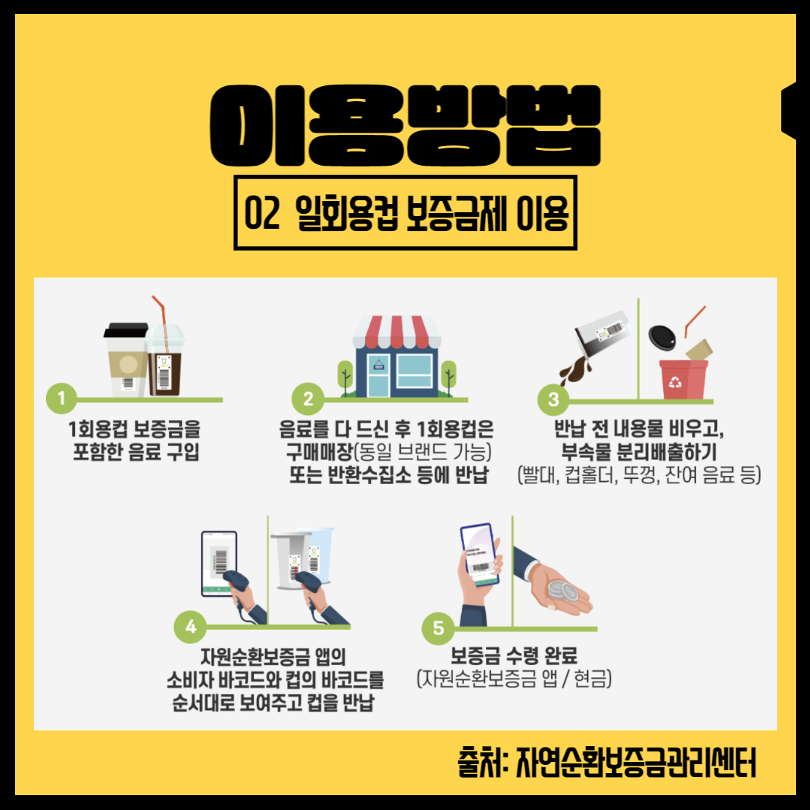 이용방법
02 일회용컵 보증금제 이용
1
1회용컵 보증금을
포함한 음료 구입
2
음료를 다 드신 후 1회용컵은
구매매장(동일 브랜드 가능)
또는 반환수집소 등에 반납
3
반납 전 내용물 비우고,
부속물 분리배출하기
(빨대, 컵홀더, 뚜껑, 잔여 음료 등)
4
자원순환보증금 앱의
소비자 바코드와 컵의 바코드를
순서대로 보여주고 컵을 반납
5
보증금 수령 완료
(자원순환보증금 앱 / 현금)
출처: 자연순환보증금관리센터